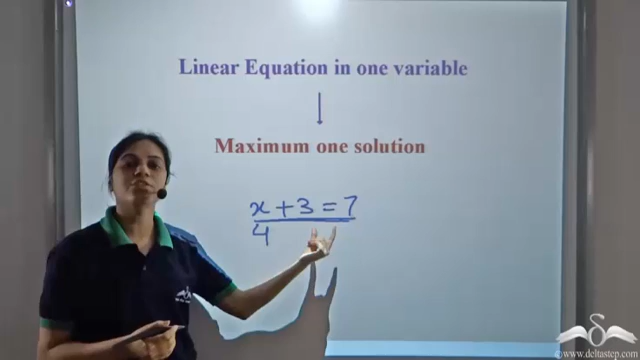 Linear Equation in one variable
Maximum one solution
x + 3 = 7
4
©www.deltastep.com